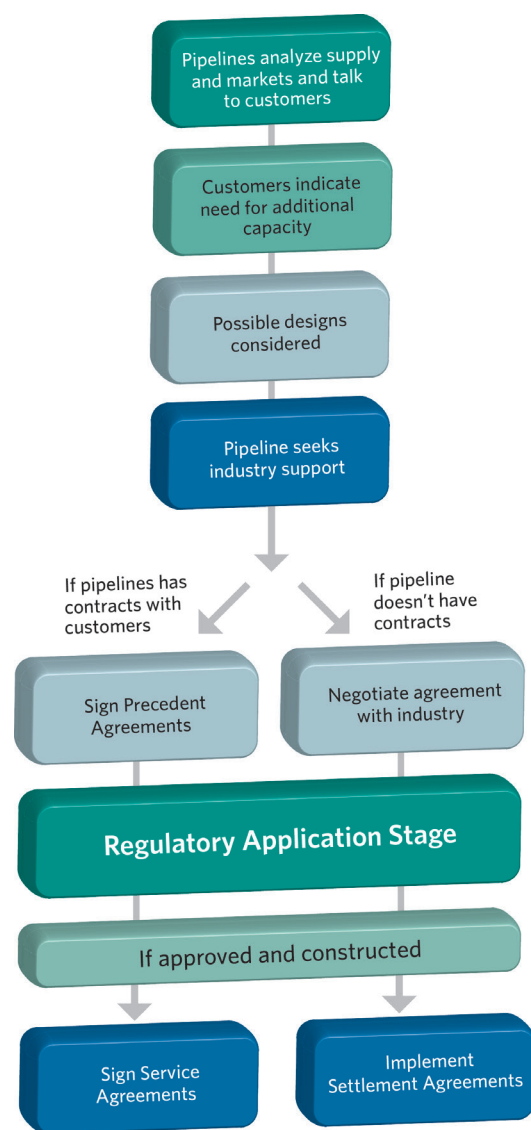 Pipelines analyze supply
and markets and talk
to customers
Customers indicate
need for additional
capacity
Possible designs
considered
Pipeline seeks
industry support
If pipelines has
contracts with
customers
If pipeline
doesn't have
contracts
Sign Precedent
Agreements
Negotiate agreement
with industry
Regulatory Application Stage
If approved and constructed
Sign Service
Agreements
Implement
Settlement Agreements